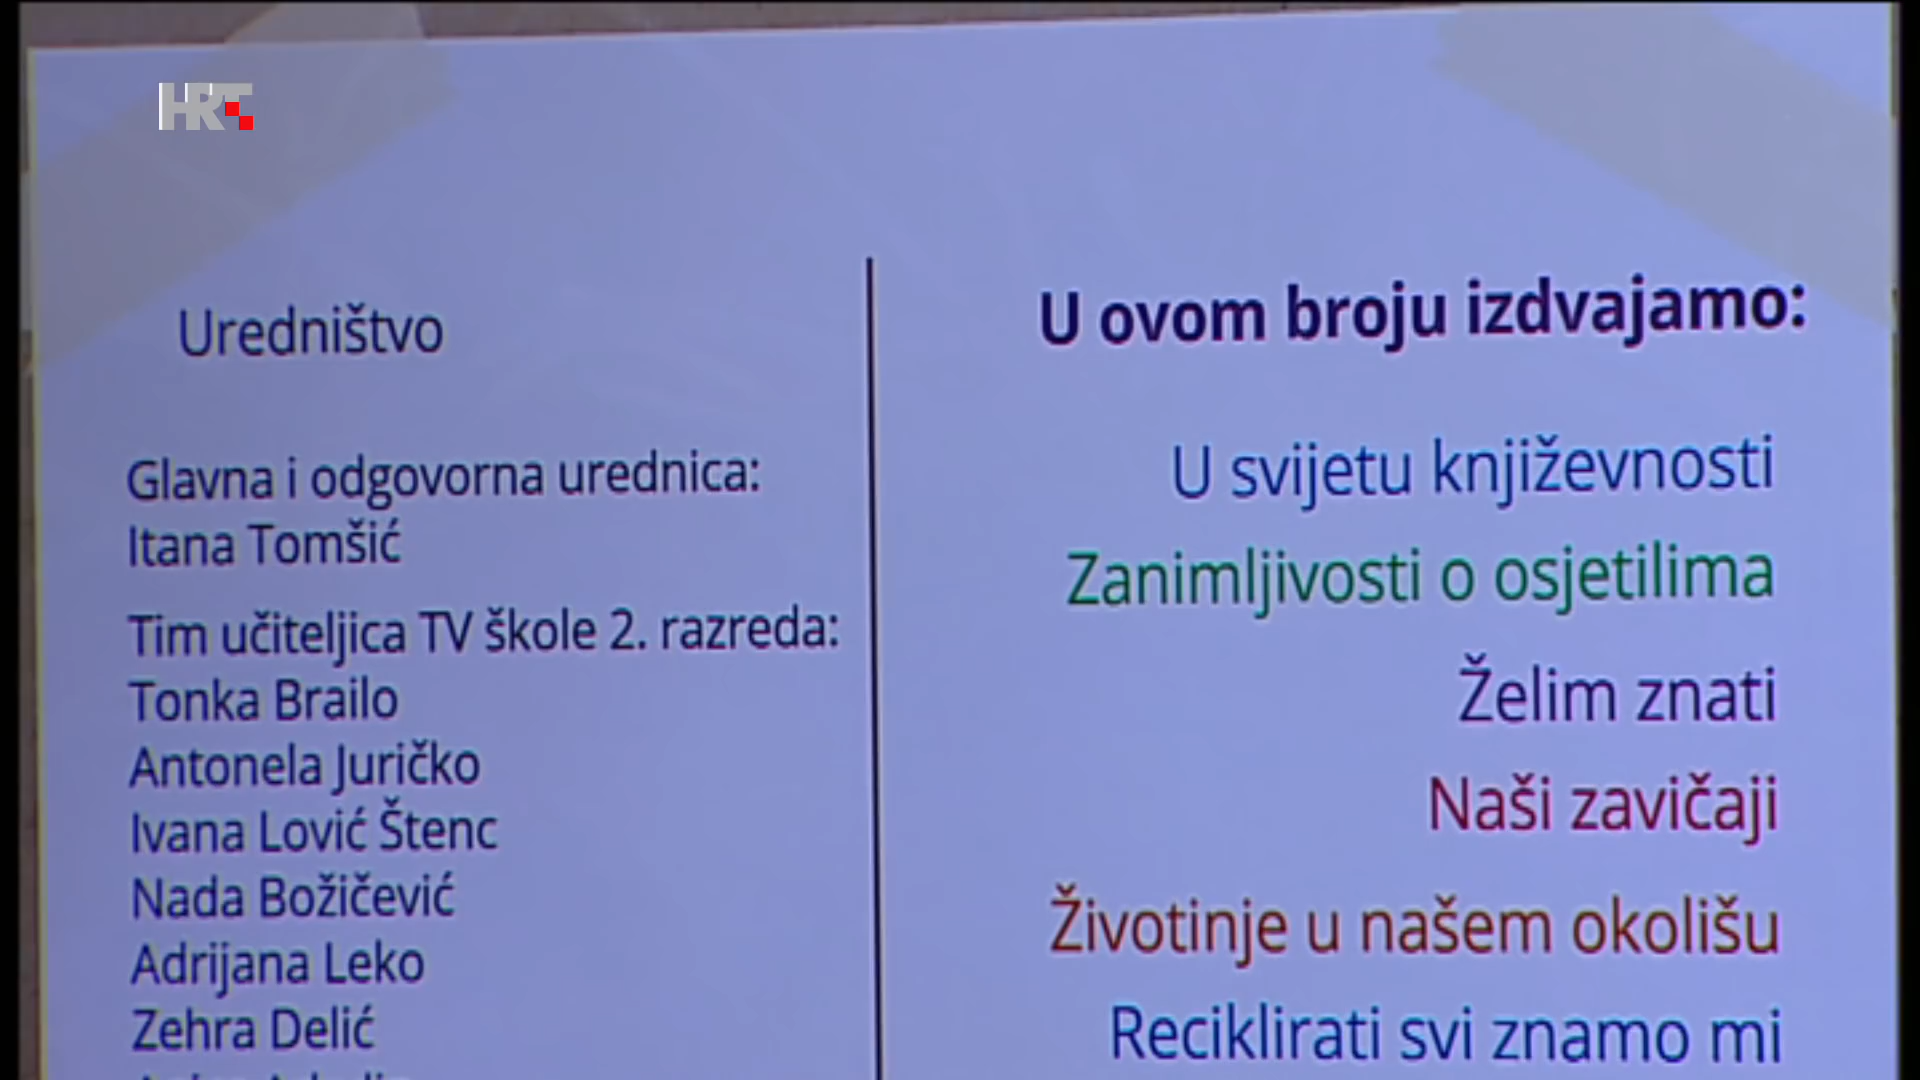 HRT
Uredništvo
Glavna i odgovorna urednica:
Itana Tomšić
Tim učiteljica TV škole 2. razreda:
Tonka Brailo
Antonela Juričko
Ivana Lović Štenc
Nada Božičević
Adrijana Leko
Zehra Delić
U ovom broju izdvajamo:
U svijetu književnosti
Zanimljivosti o osjetilima
Želim znati
Naši zavičaji
Životinje u našem okolišu
Reciklirati svi znamo mi